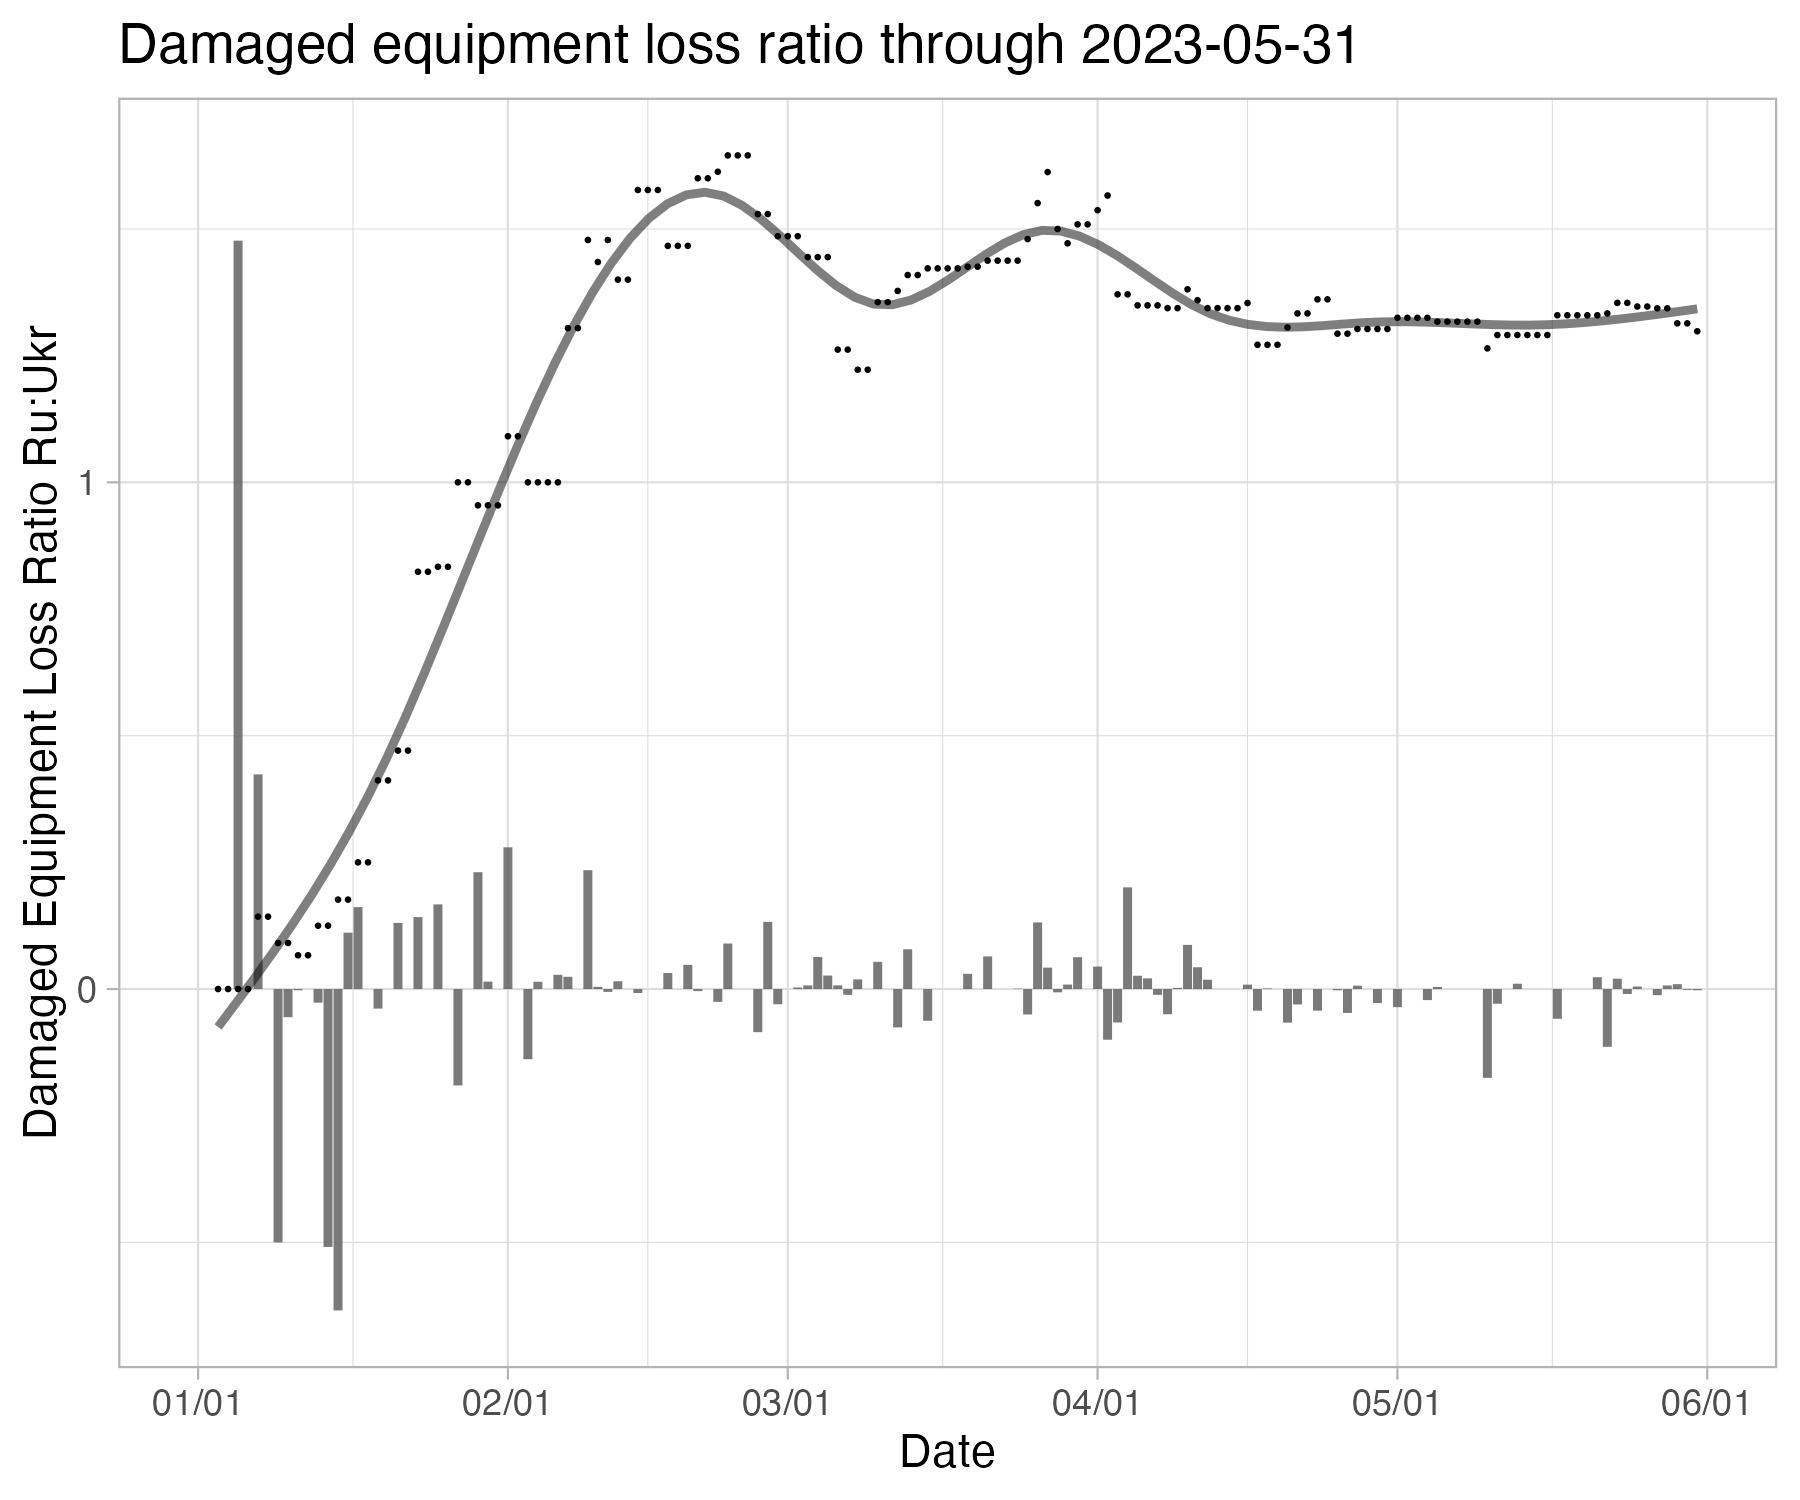 Damaged equipment loss ratio through 2023-05-31
Damaged Equipment Loss Ratio Ru:Ukr
1
0
01/01
02/01
03/01
04/01
05/01
06/01
Date